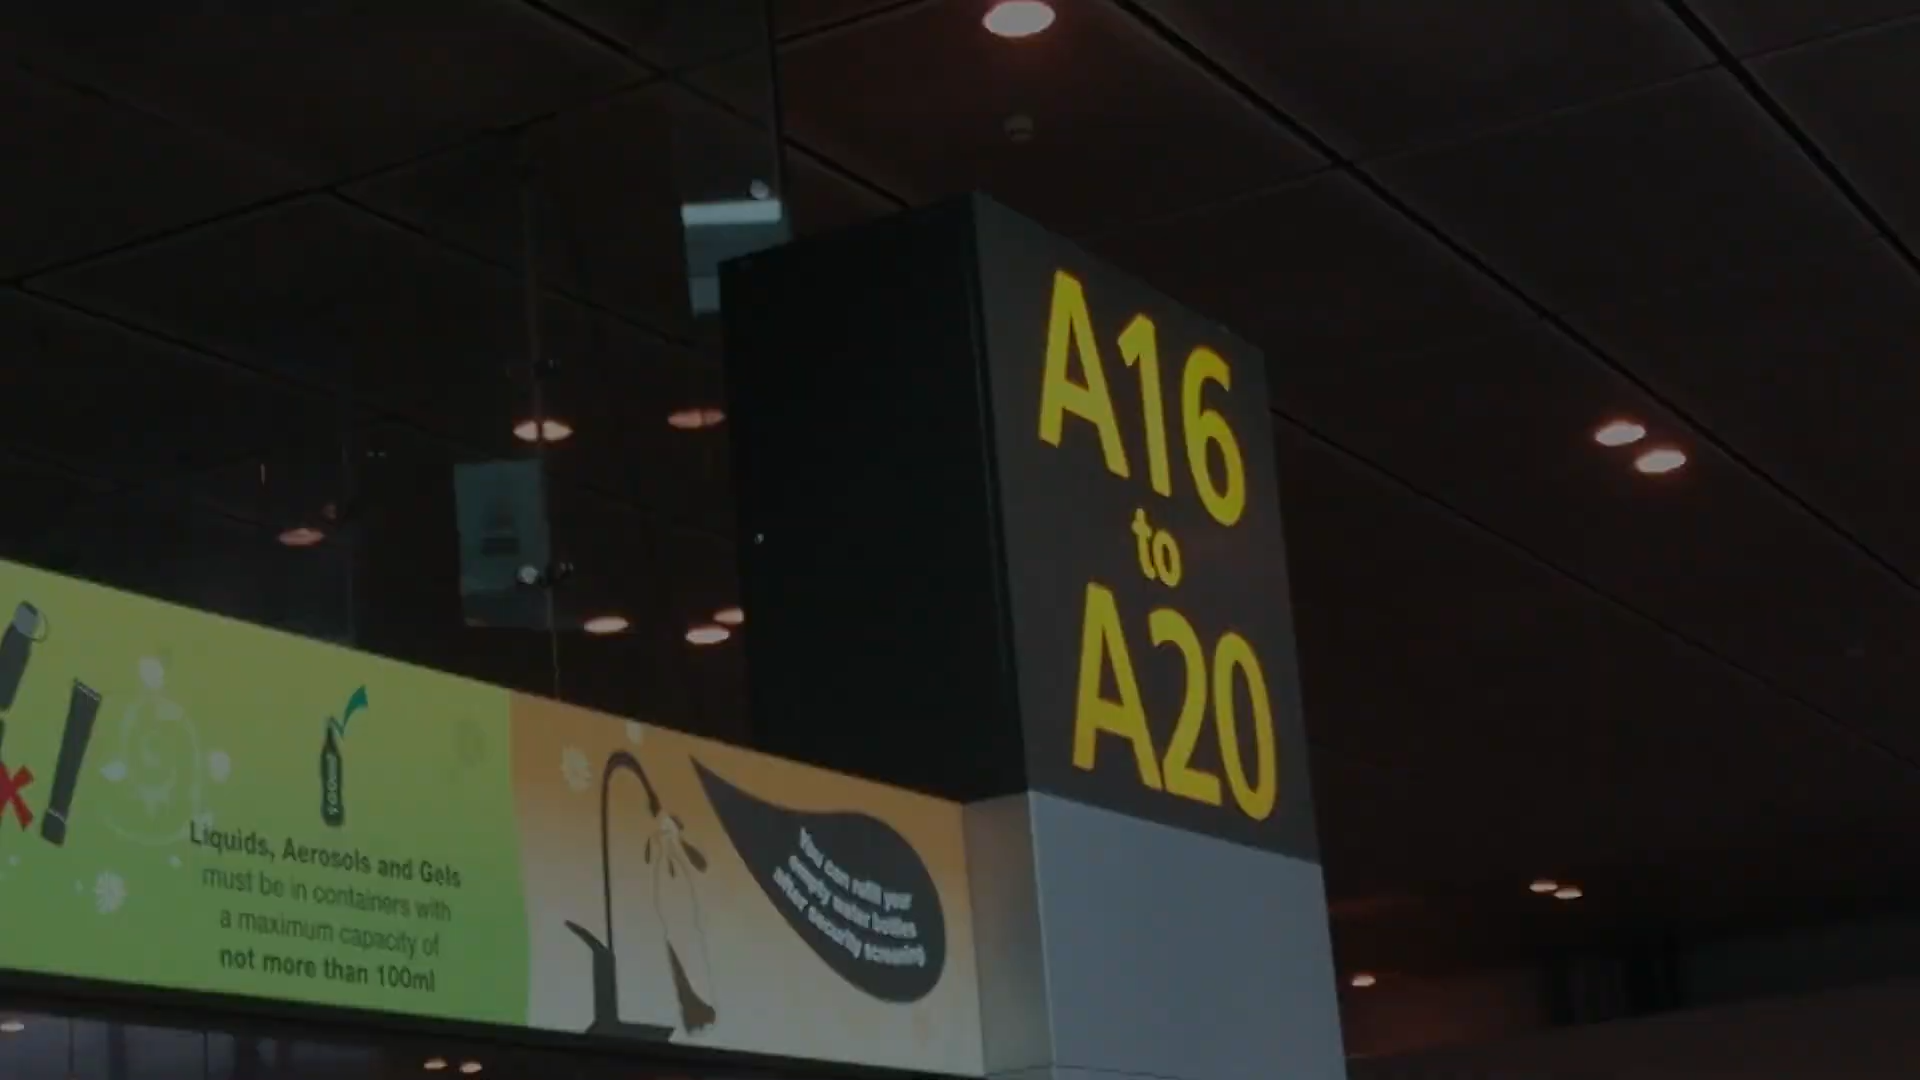 A16
to
A20
Liquids, Aerosols and Gels
must be in containers with
a maximum capacity of
not more than 100ml
You can refill your
empty water bottles
after security screening